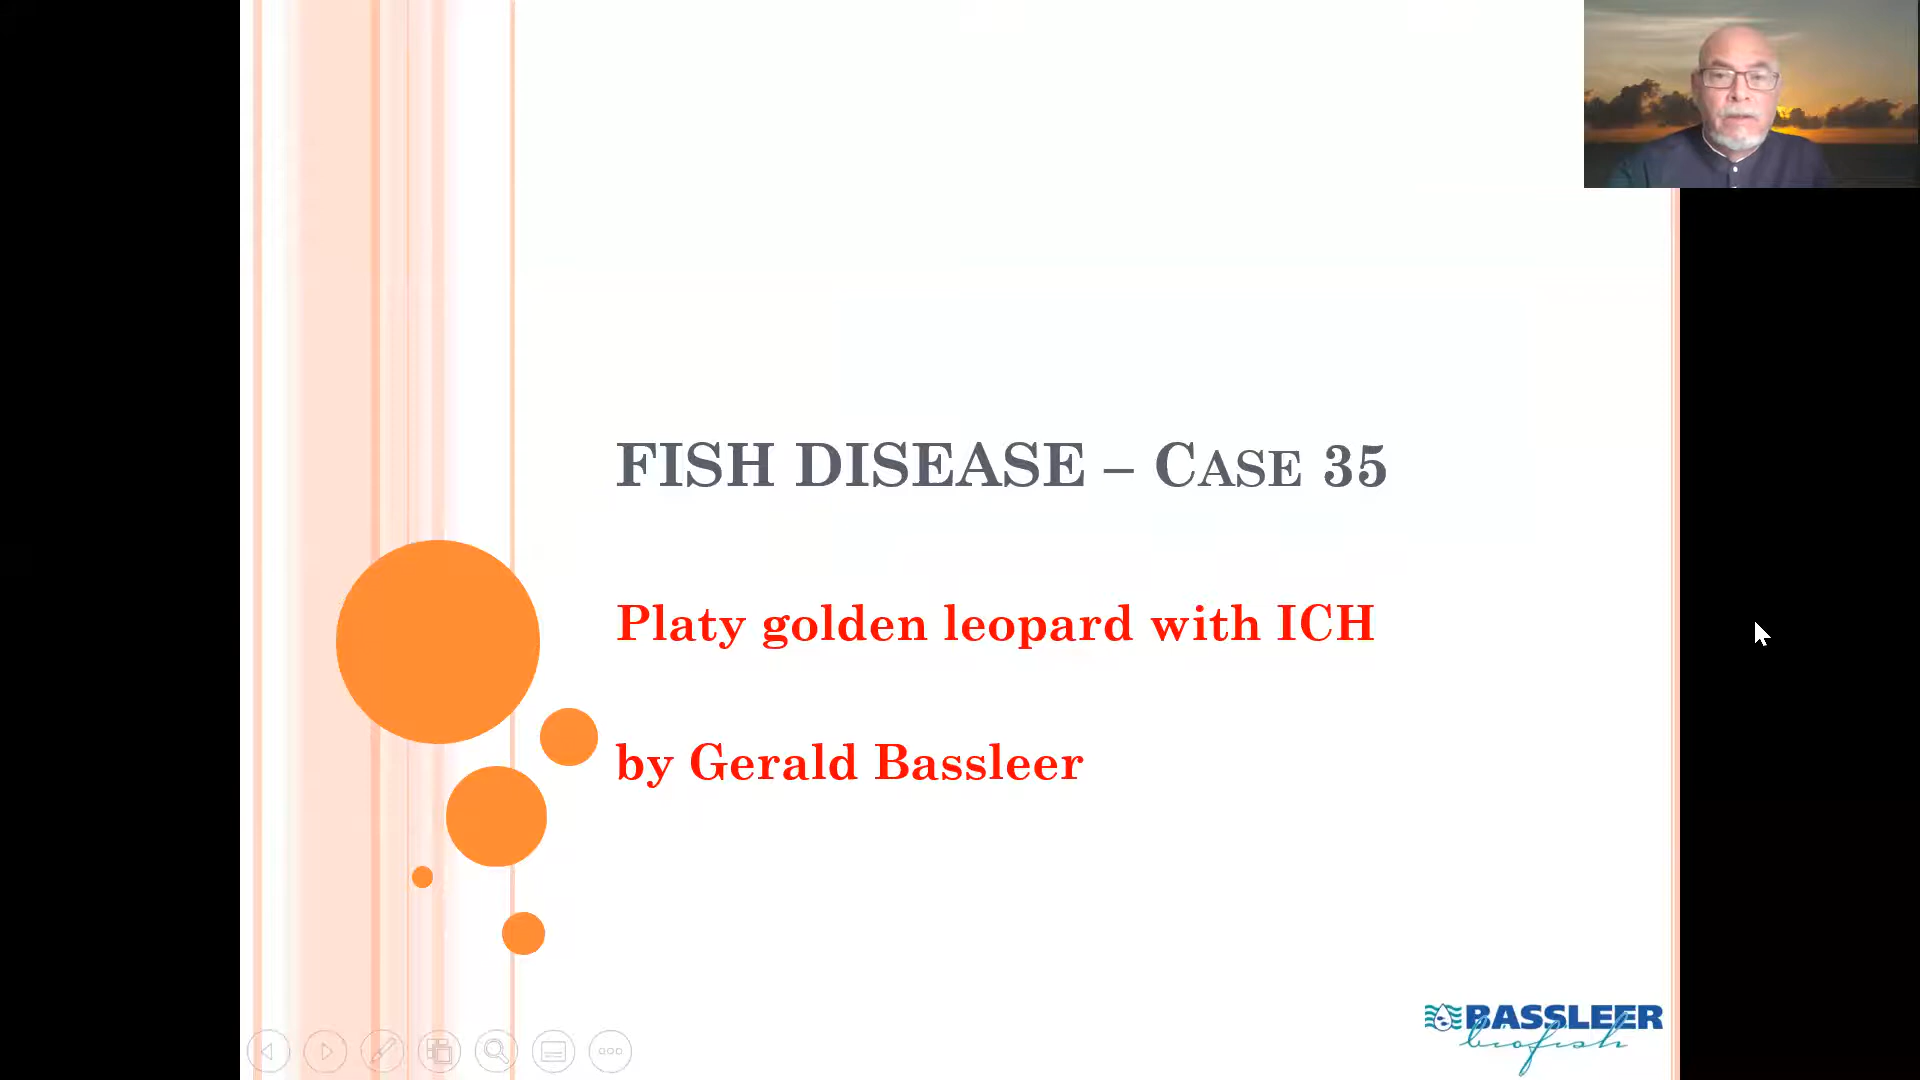 FISH DISEASE – CASE 35
Platy golden leopard with ICH
by Gerald Bassleer
BASSLEER
biofish